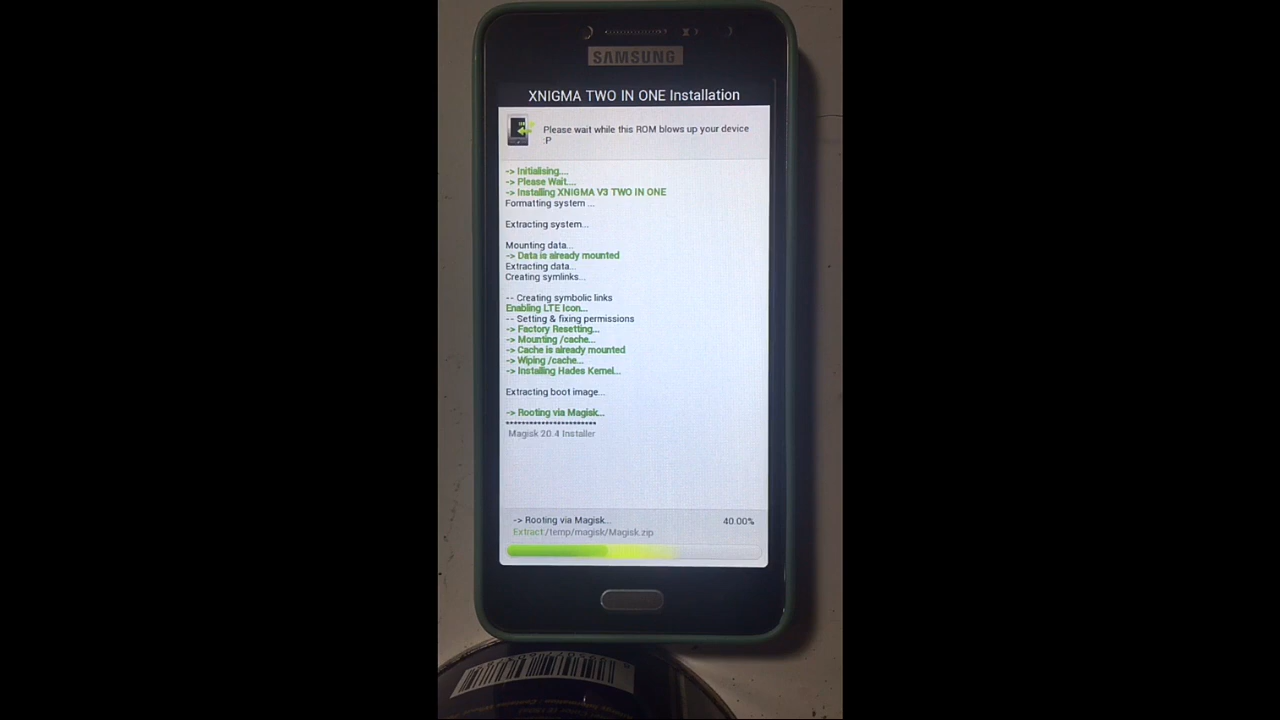 SAMSUNG
XNIGMA TWO IN ONE Installation
Please wait while this ROM blows up your device
:P
-> Initialising....
-> Please Wait....
-> Installing XNIGMA V3 TWO IN ONE
Formatting system ...
Extracting system...
Mounting data...
-> Data is already mounted
Extracting data...
Creating symlinks...
-- Creating symbolic links
Enabling LTE Icon...
-- Setting & fixing permissions
-> Factory Resetting...
-> Mounting /cache...
-> Cache is already mounted
-> Wiping /cache...
-> Installing Hades Kernel...
Extracting boot image...
-> Rooting via Magisk...
***********************
Magisk 20.4 Installer
-> Rooting via Magisk... 40.00%
Extract:/temp/magisk/Magisk.zip